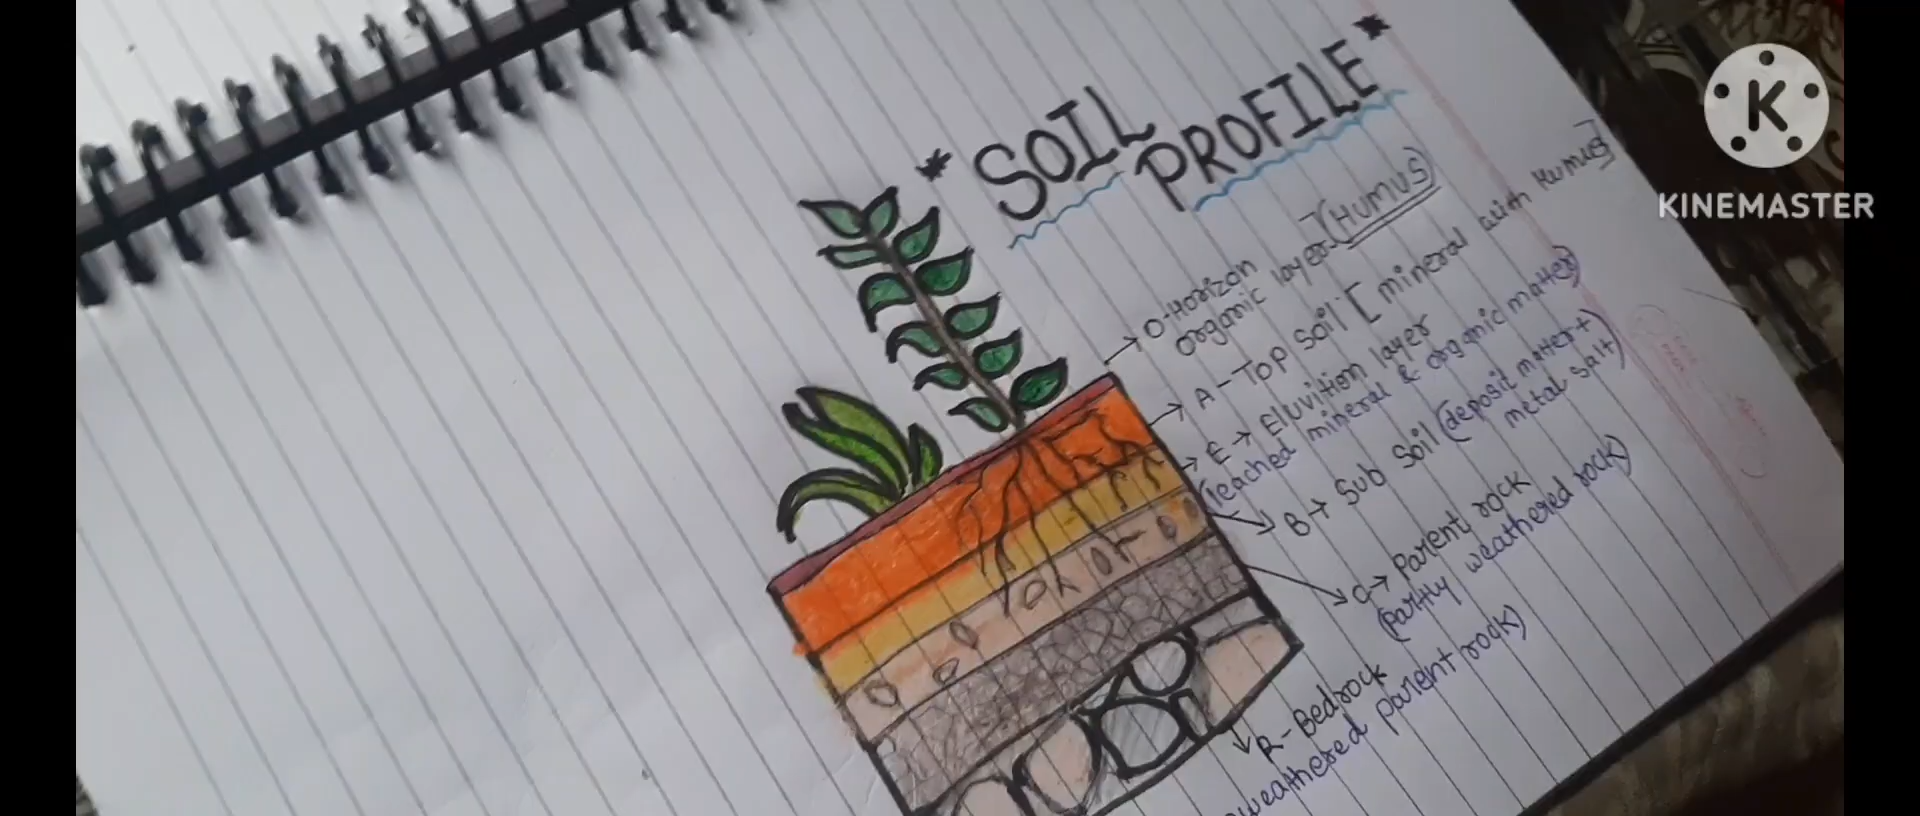 * SOIL PROFILE *
→ O-Horizon
organic layer (HUMUS)
→ A - Top soil [mineral with Humus]
→ E → Eluvition layer
(leached mineral & organic matter)
→ B → Sub soil (deposit matter +
metal salt)
→ C → Parent rock
(partly weathered rock)
R - Bedrock
weathered parent rock)
K
KINEMASTER